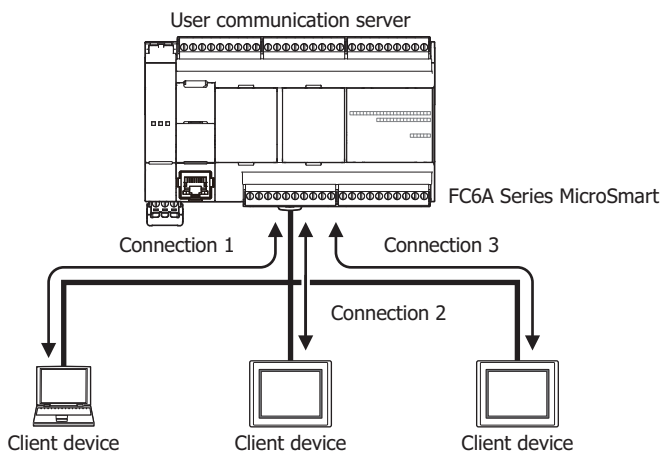 User communication server
FC6A Series MicroSmart
Connection 1
Connection 3
Connection 2
Client device
Client device
Client device